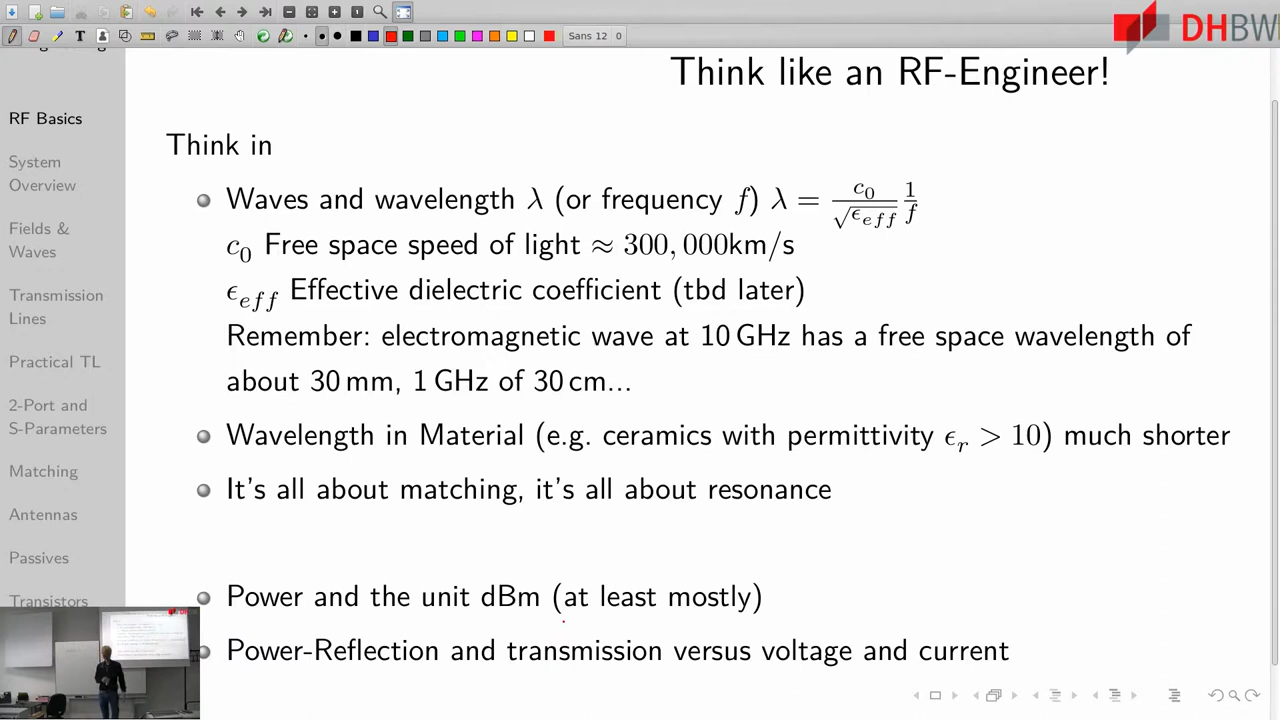 Sans 12 0
DHBW
Think like an RF-Engineer!
RF Basics
System
Overview
Fields &
Waves
Transmission
Lines
Practical TL
2-Port and
S-Parameters
Matching
Antennas
Passives
Transistors
Think in
Waves and wavelength λ (or frequency f) λ = c₀/√ϵ_eff 1/f
c₀ Free space speed of light ≈ 300,000km/s
ϵ_eff Effective dielectric coefficient (tbd later)
Remember: electromagnetic wave at 10 GHz has a free space wavelength of
about 30 mm, 1 GHz of 30 cm...
Wavelength in Material (e.g. ceramics with permittivity ϵᵣ > 10) much shorter
It's all about matching, it's all about resonance
Power and the unit dBm (at least mostly)
Power-Reflection and transmission versus voltage and current